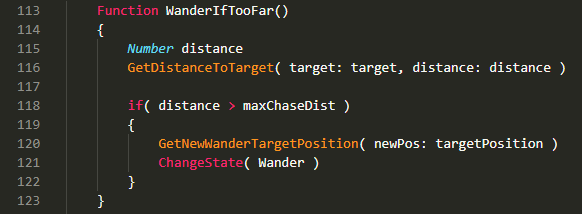 113 Function WanderIfTooFar()
114 {
115 Number distance
116 GetDistanceToTarget( target: target, distance: distance )
117
118 if( distance > maxChaseDist )
119 {
120 GetNewWanderTargetPosition( newPos: targetPosition )
121 ChangeState( Wander )
122 }
123 }